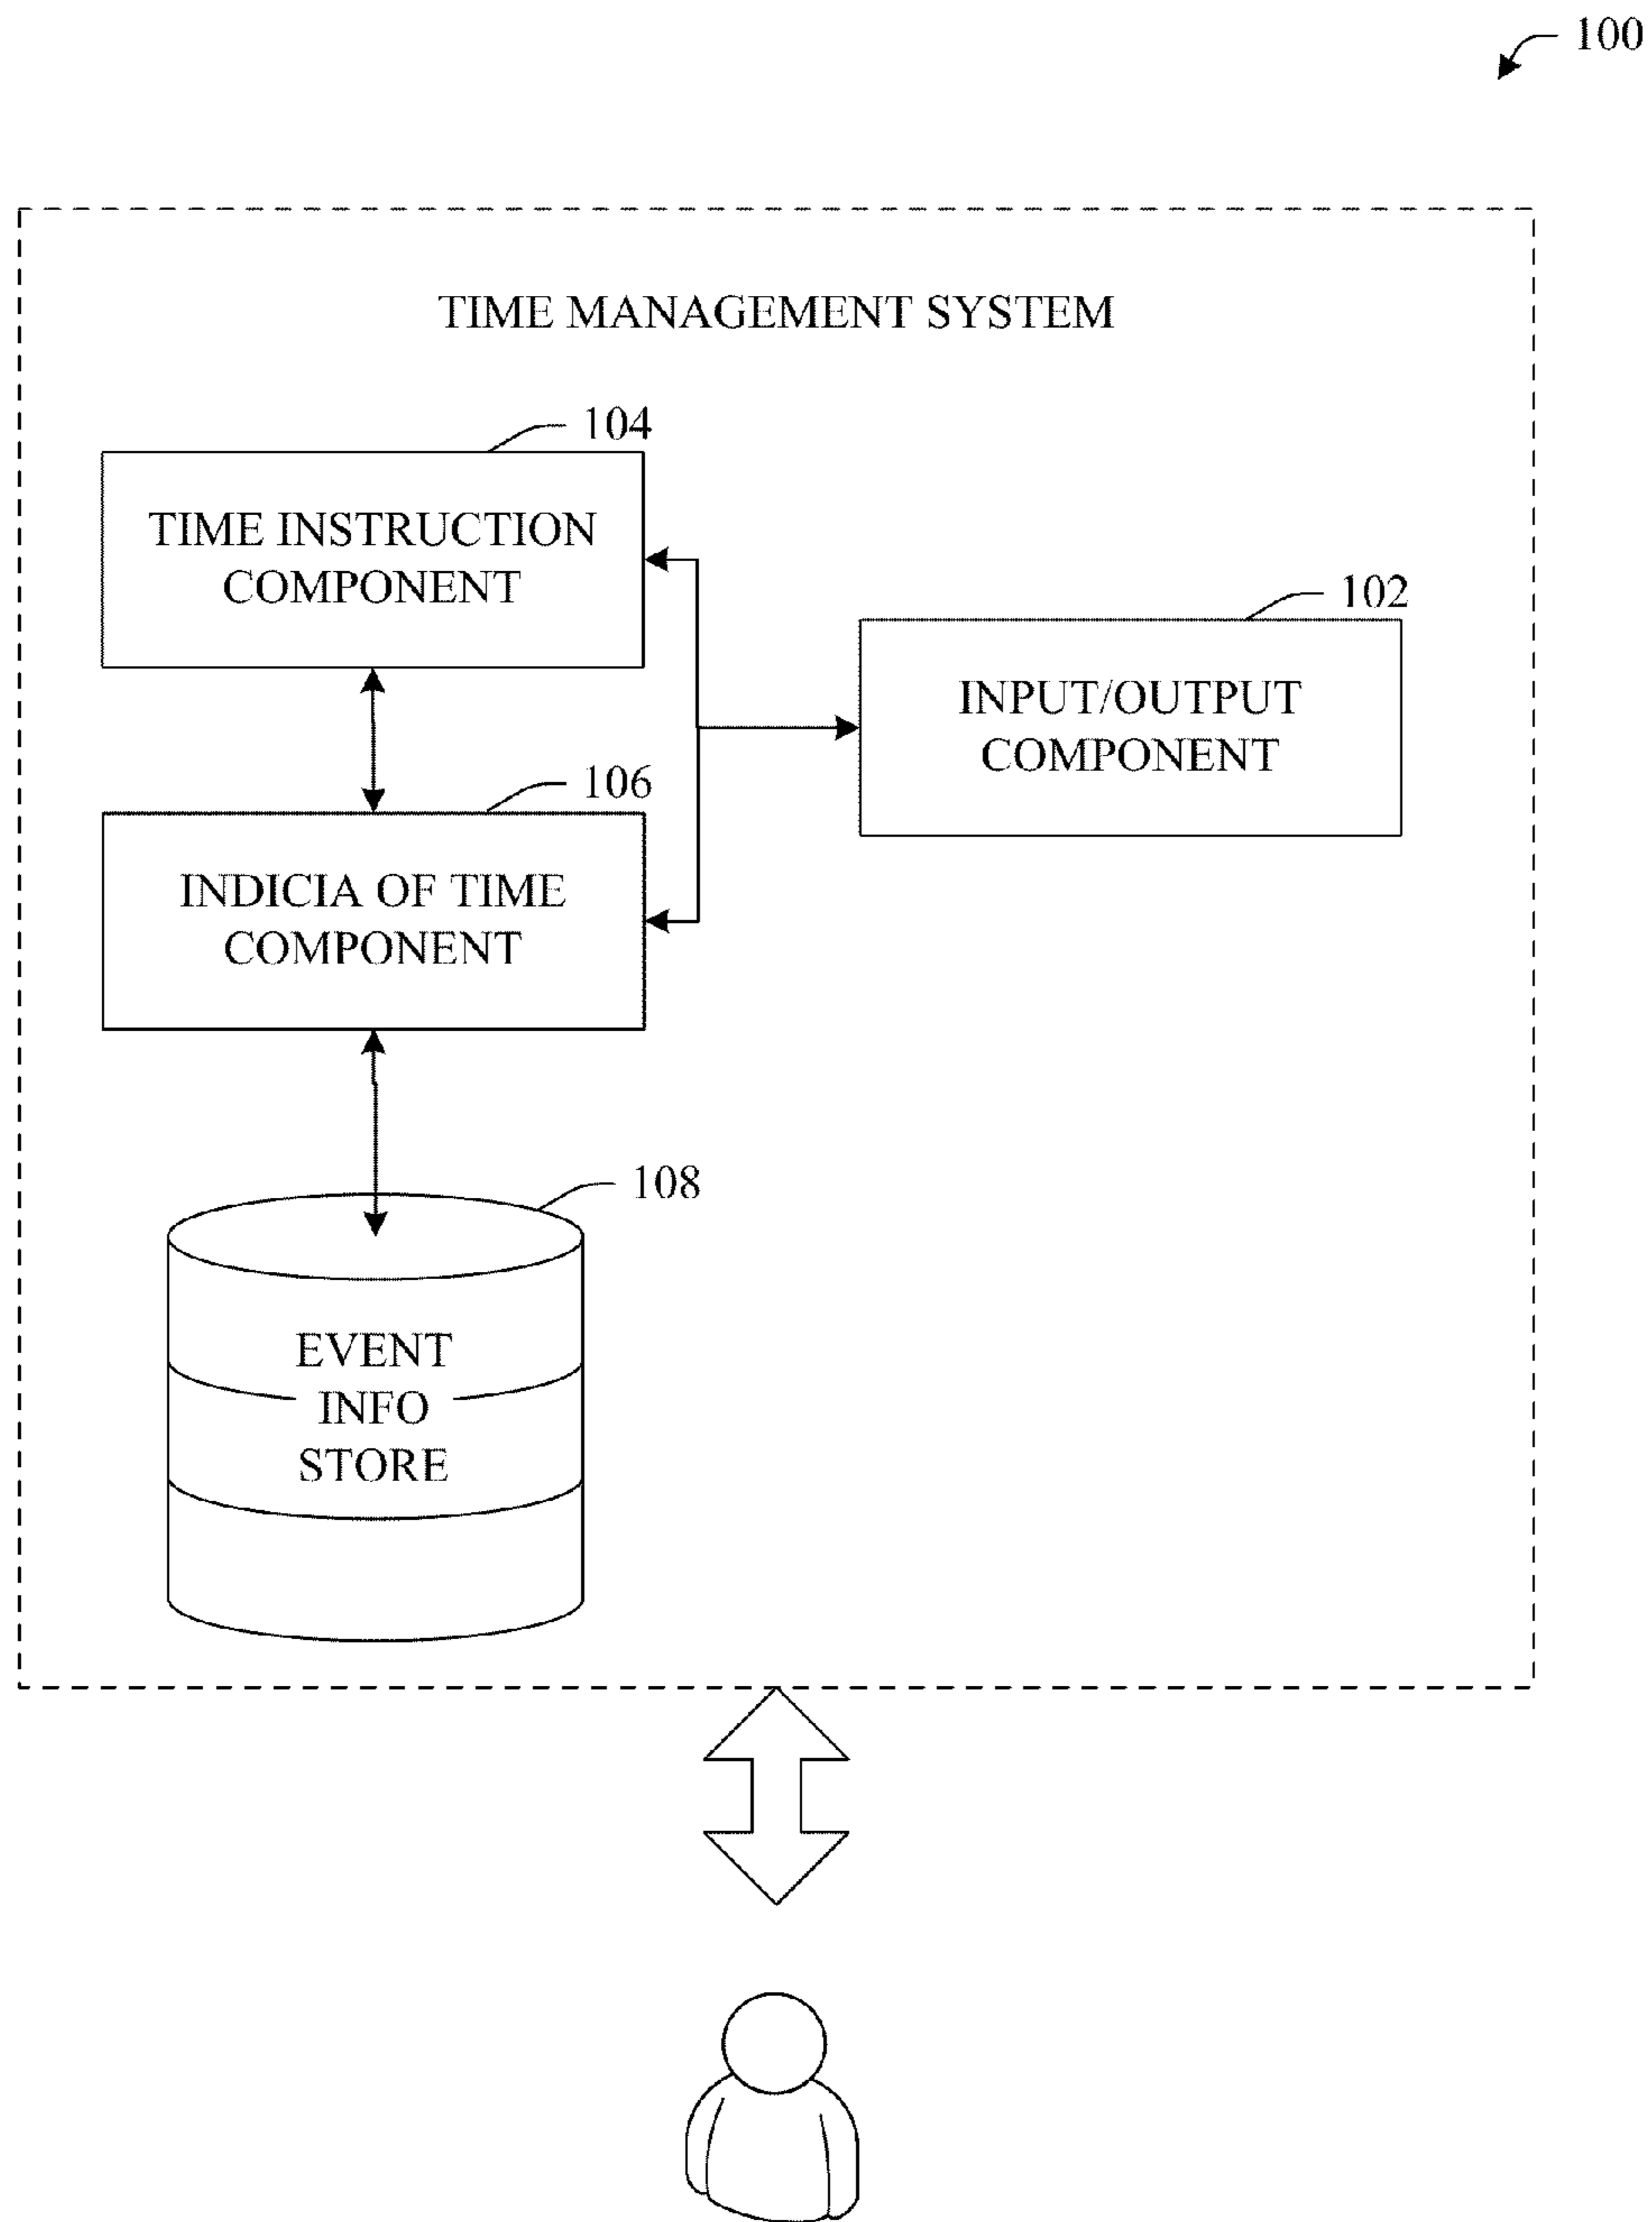 100
TIME MANAGEMENT SYSTEM
104
TIME INSTRUCTION
COMPONENT
102
INPUT/OUTPUT
COMPONENT
106
INDICIA OF TIME
COMPONENT
108
EVENT
INFO
STORE